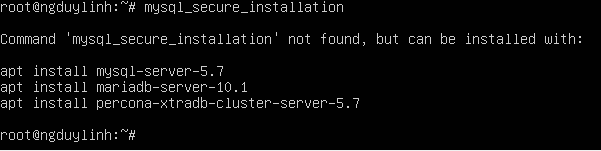 root@ngduylinh:~# mysql_secure_installation
Command 'mysql_secure_installation' not found, but can be installed with:
apt install mysql-server-5.7
apt install mariadb-server-10.1
apt install percona-xtradb-cluster-server-5.7
root@ngduylinh:~#